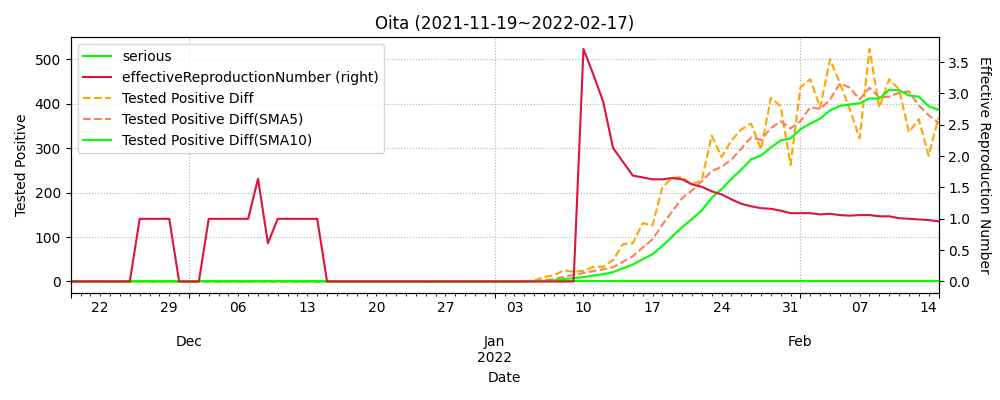 Oita (2021-11-19~2022-02-17)
serious
effectiveReproductionNumber (right)
Tested Positive Diff
Tested Positive Diff(SMA5)
Tested Positive Diff(SMA10)
Tested Positive
500
400
300
200
100
0
3.5
3.0
2.5
2.0
1.5
1.0
0.5
0.0
Effective Reproduction Number
22 29 06 13 20 27 03 10 17 24 31 07 14
Dec Jan Feb
2022
Date